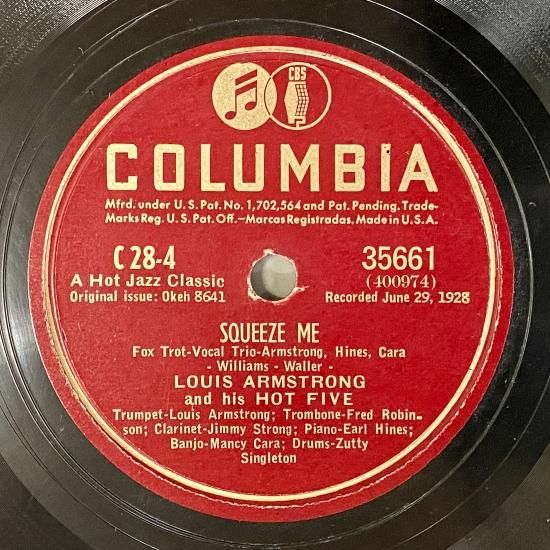 CBS
COLUMBIA
Mfrd. under U.S. Pat. No. 1,702,564 and Pat. Pending. Trade-
Marks Reg. U.S. Pat. Off.—Marcas Registradas, Made in U.S.A.
C 28-4
A Hot Jazz Classic
Original issue: Okeh 8641
35661
(400974)
Recorded June 29, 1928
SQUEEZE ME
Fox Trot-Vocal Trio-Armstrong, Hines, Cara
- Williams - Waller -
LOUIS ARMSTRONG
and his HOT FIVE
Trumpet-Louis Armstrong; Trombone-Fred Robin-
son; Clarinet-Jimmy Strong; Piano-Earl Hines;
Banjo-Mancy Cara; Drums-Zutty
Singleton